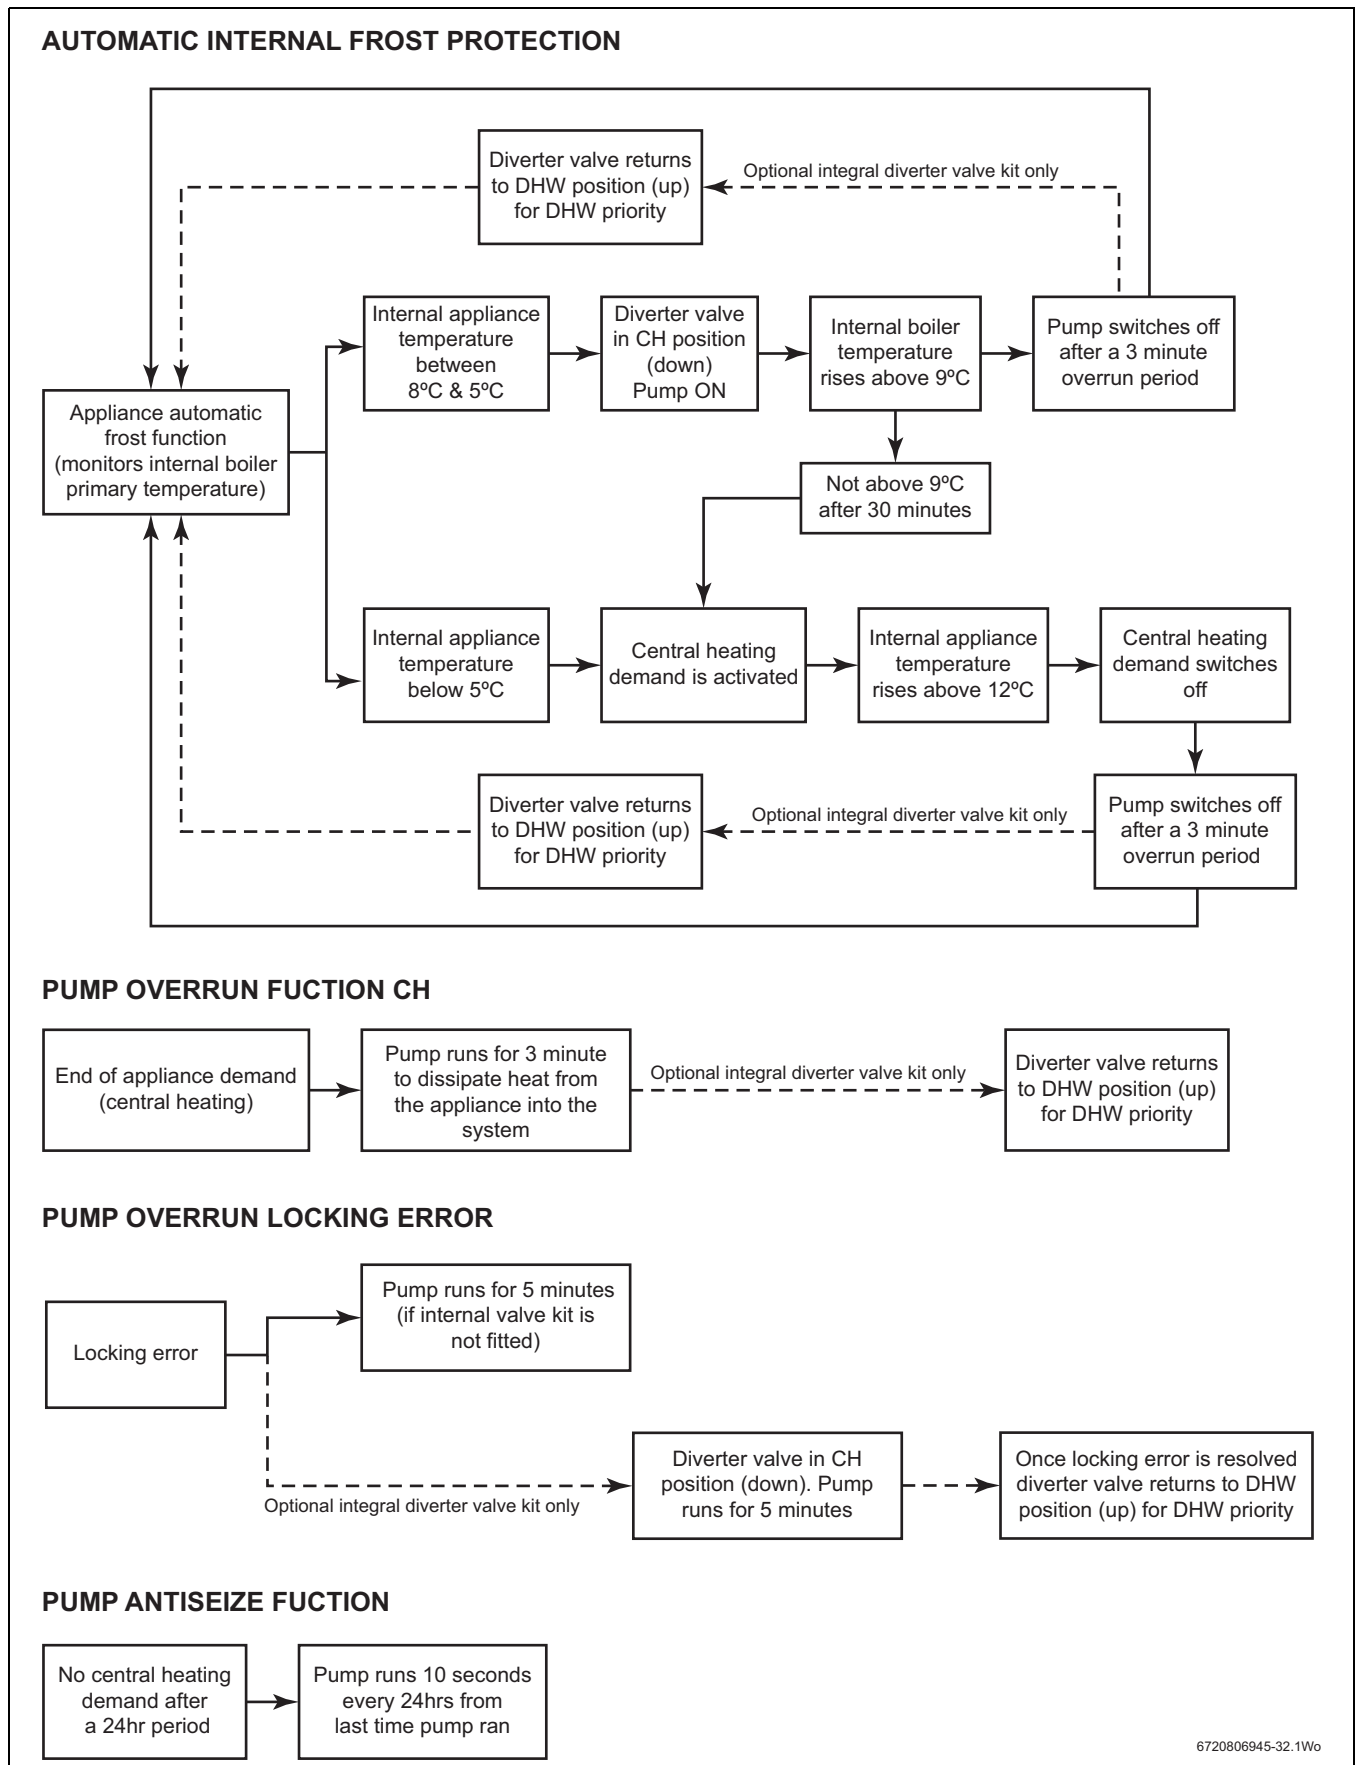 AUTOMATIC INTERNAL FROST PROTECTION
Diverter valve returns
to DHW position (up)
for DHW priority
Optional integral diverter valve kit only
Internal appliance
temperature
between
8ºC & 5ºC
Diverter valve
in CH position
(down)
Pump ON
Internal boiler
temperature
rises above 9ºC
Pump switches off
after a 3 minute
overrun period
Appliance automatic
frost function
(monitors internal boiler
primary temperature)
Not above 9ºC
after 30 minutes
Internal appliance
temperature
below 5ºC
Central heating
demand is activated
Internal appliance
temperature
rises above 12ºC
Central heating
demand switches
off
Diverter valve returns
to DHW position (up)
for DHW priority
Optional integral diverter valve kit only
Pump switches off
after a 3 minute
overrun period
PUMP OVERRUN FUCTION CH
End of appliance demand
(central heating)
Pump runs for 3 minute
to dissipate heat from
the appliance into the
system
Optional integral diverter valve kit only
Diverter valve returns
to DHW position (up)
for DHW priority
PUMP OVERRUN LOCKING ERROR
Locking error
Pump runs for 5 minutes
(if internal valve kit is
not fitted)
Optional integral diverter valve kit only
Diverter valve in CH
position (down). Pump
runs for 5 minutes
Once locking error is resolved
diverter valve returns to DHW
position (up) for DHW priority
PUMP ANTISEIZE FUCTION
No central heating
demand after
a 24hr period
Pump runs 10 seconds
every 24hrs from
last time pump ran
6720806945-32.1Wo